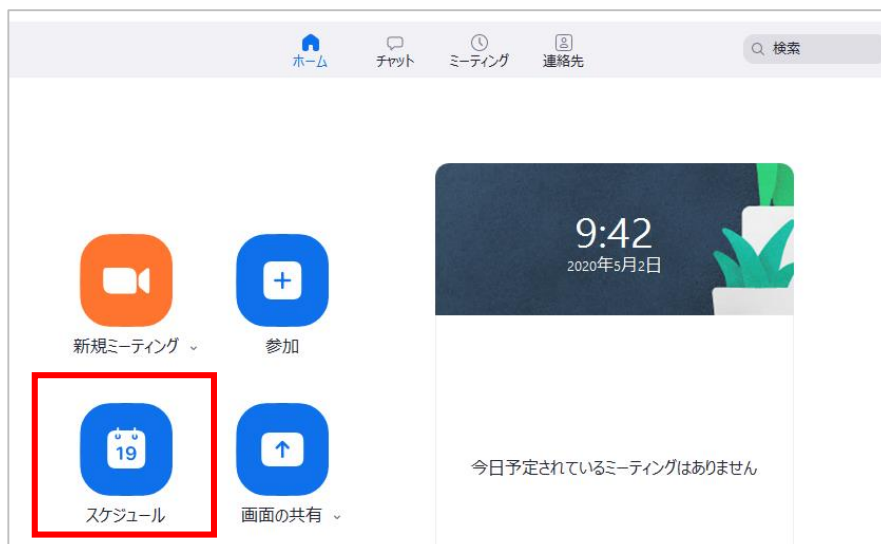 ホーム
チャット
ミーティング
連絡先
検索
9:42
2020年5月2日
新規ミーティング
参加
19
スケジュール
画面の共有
今日予定されているミーティングはありません